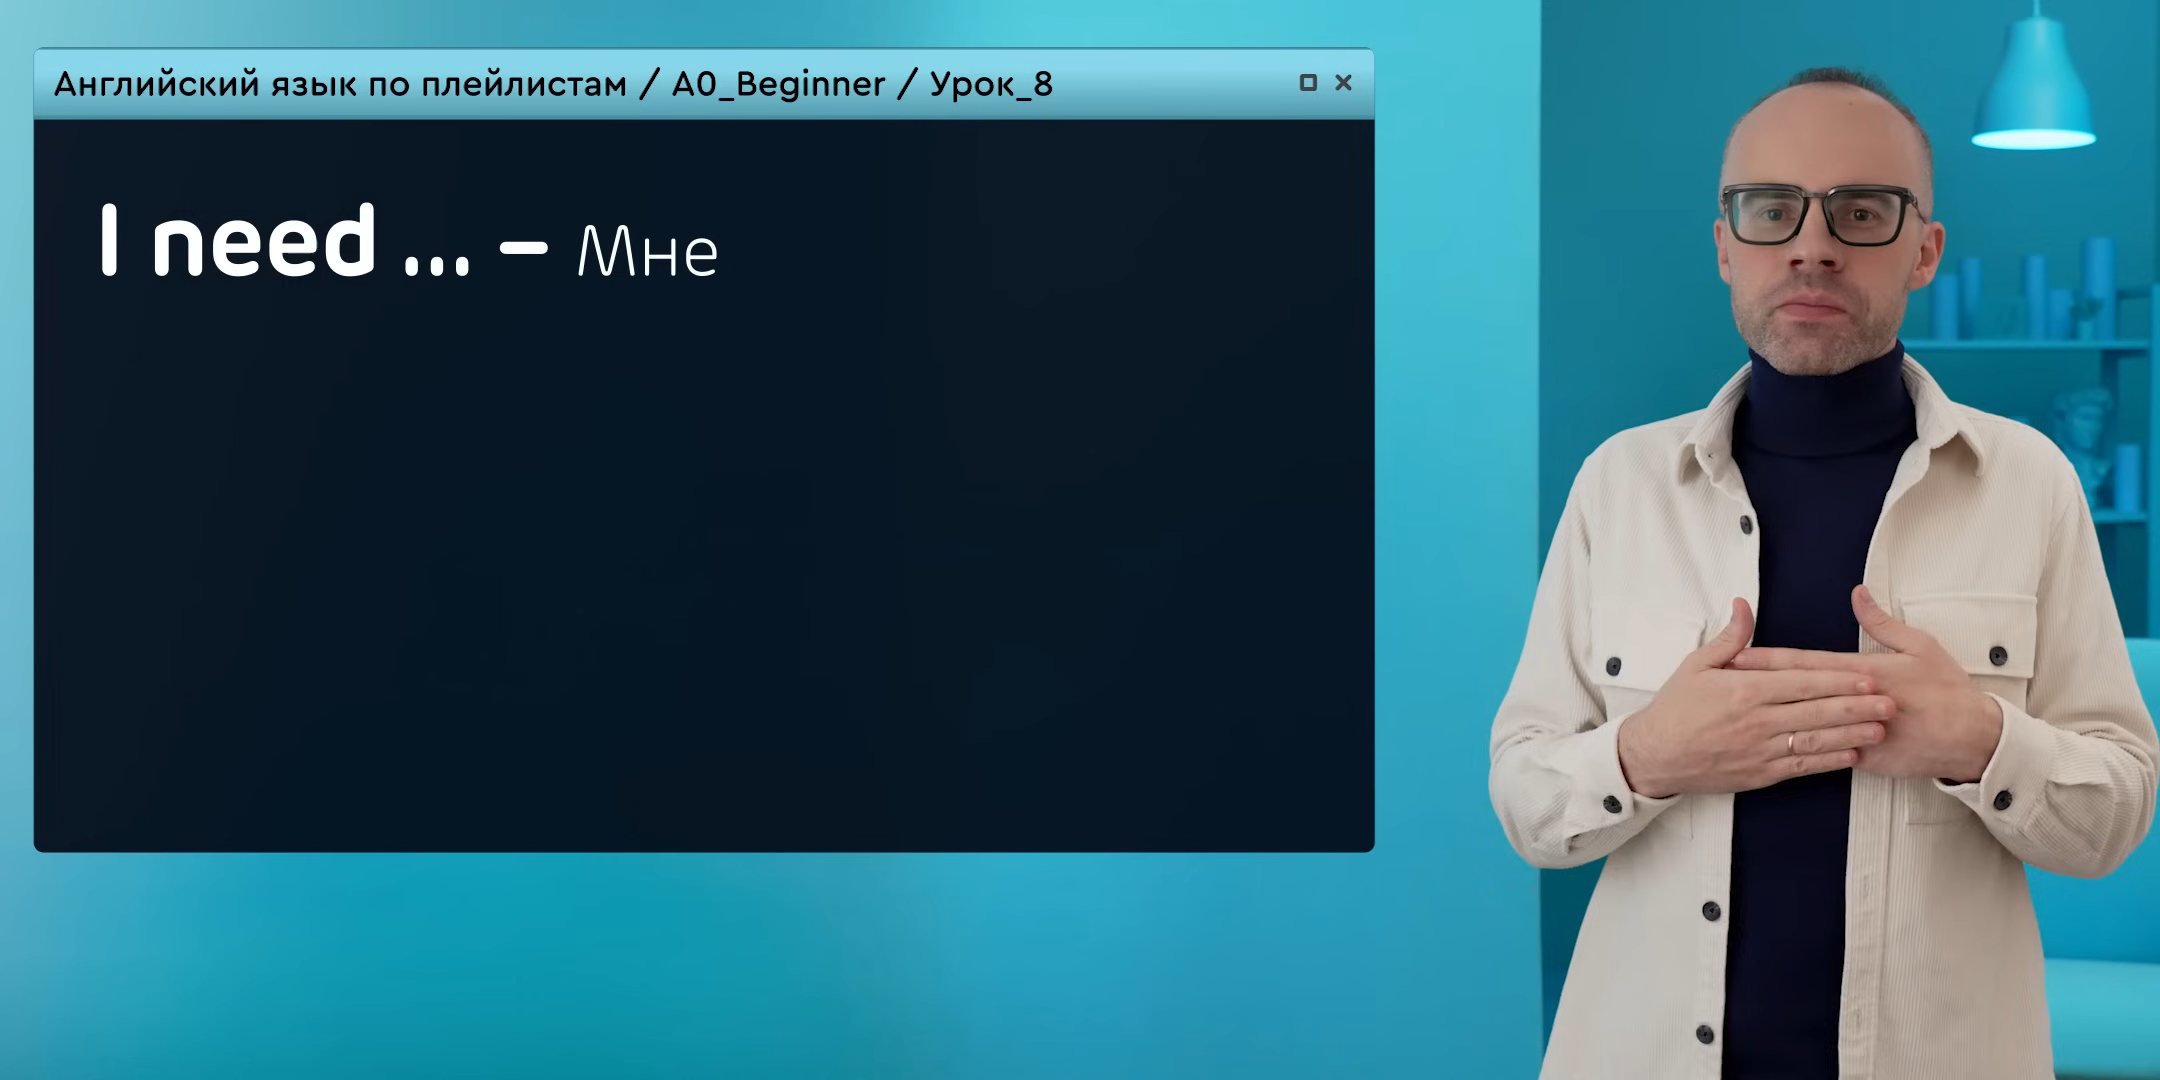 Английский язык по плейлистам / A0_Beginner / Урок_8
I need ... – Мне